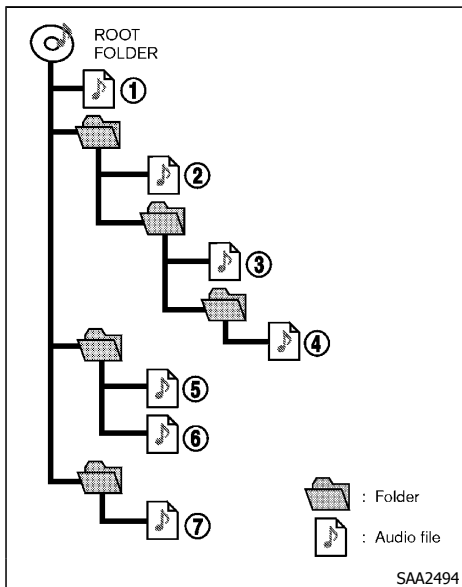 ROOT
FOLDER
1
2
3
4
5
6
7
: Folder
: Audio file
SAA2494